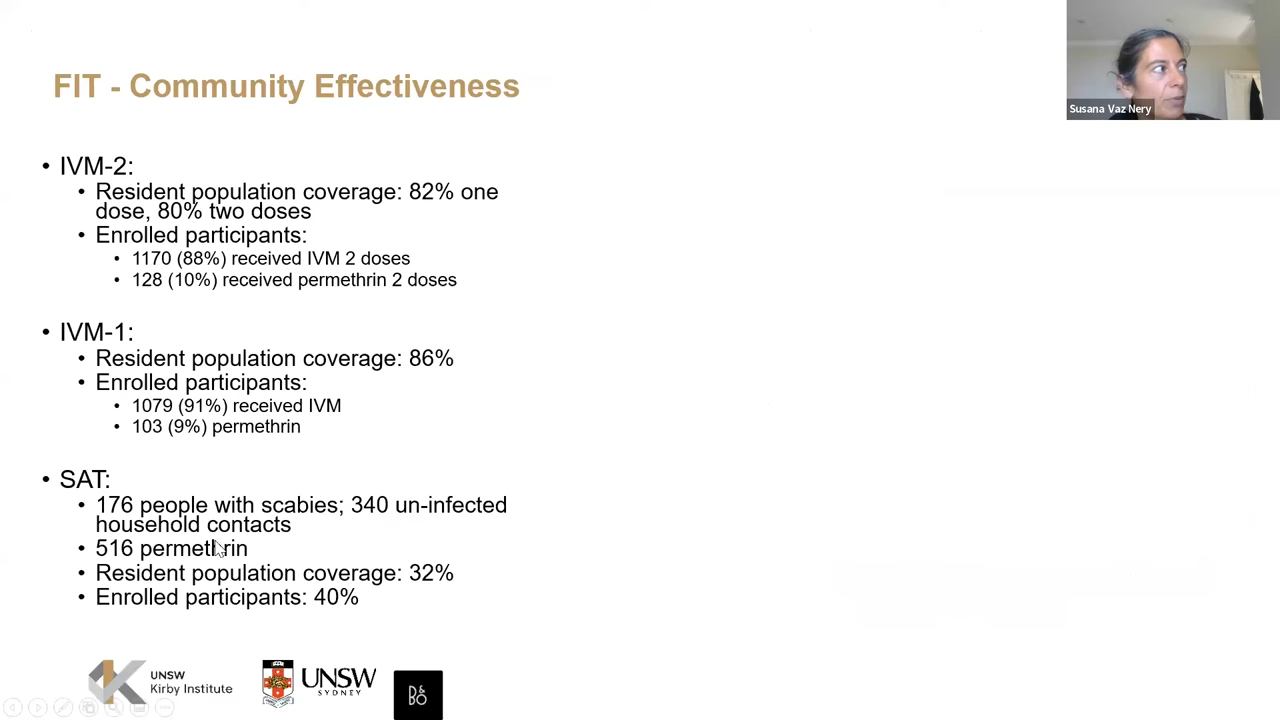 FIT - Community Effectiveness
Susana Vaz Nery
• IVM-2:
• Resident population coverage: 82% one
dose, 80% two doses
• Enrolled participants:
• 1170 (88%) received IVM 2 doses
• 128 (10%) received permethrin 2 doses
• IVM-1:
• Resident population coverage: 86%
• Enrolled participants:
• 1079 (91%) received IVM
• 103 (9%) permethrin
• SAT:
• 176 people with scabies; 340 un-infected
household contacts
• 516 permethrin
• Resident population coverage: 32%
• Enrolled participants: 40%
UNSW
Kirby Institute
UNSW
SYDNEY
B&
BO